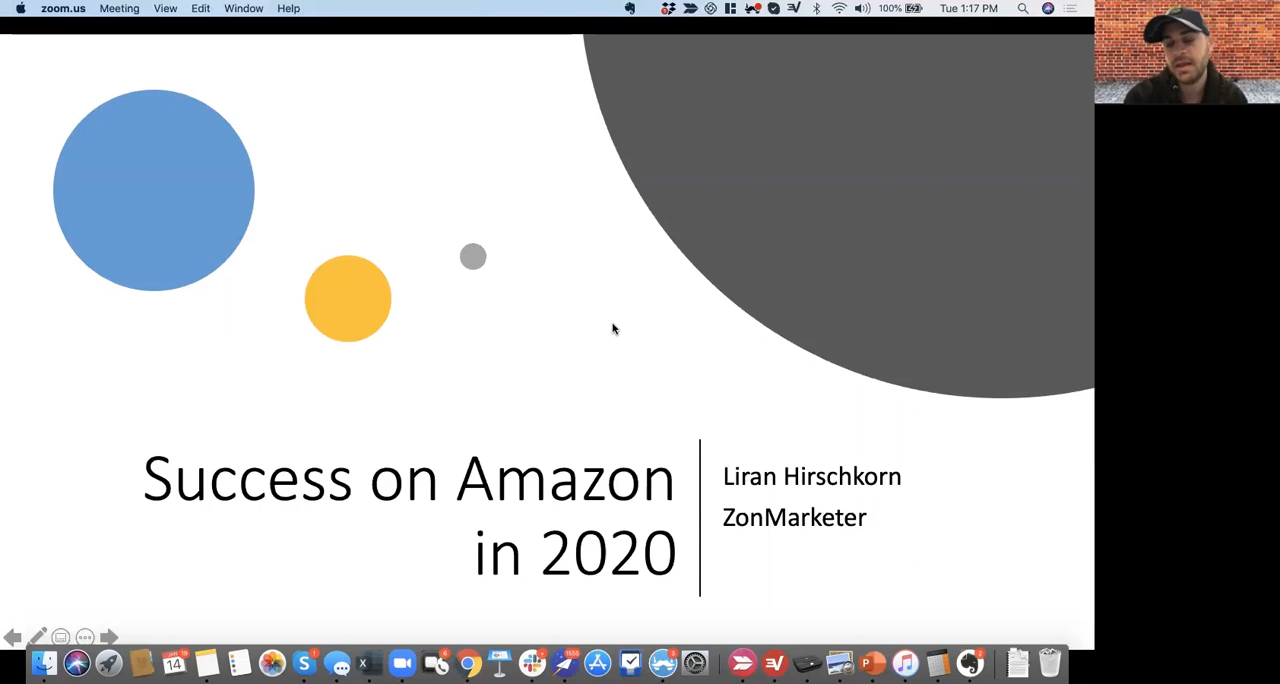 zoom.us Meeting View Edit Window Help 100% Tue 1:17 PM
Success on Amazon
in 2020
Liran Hirschkorn
ZonMarketer
14